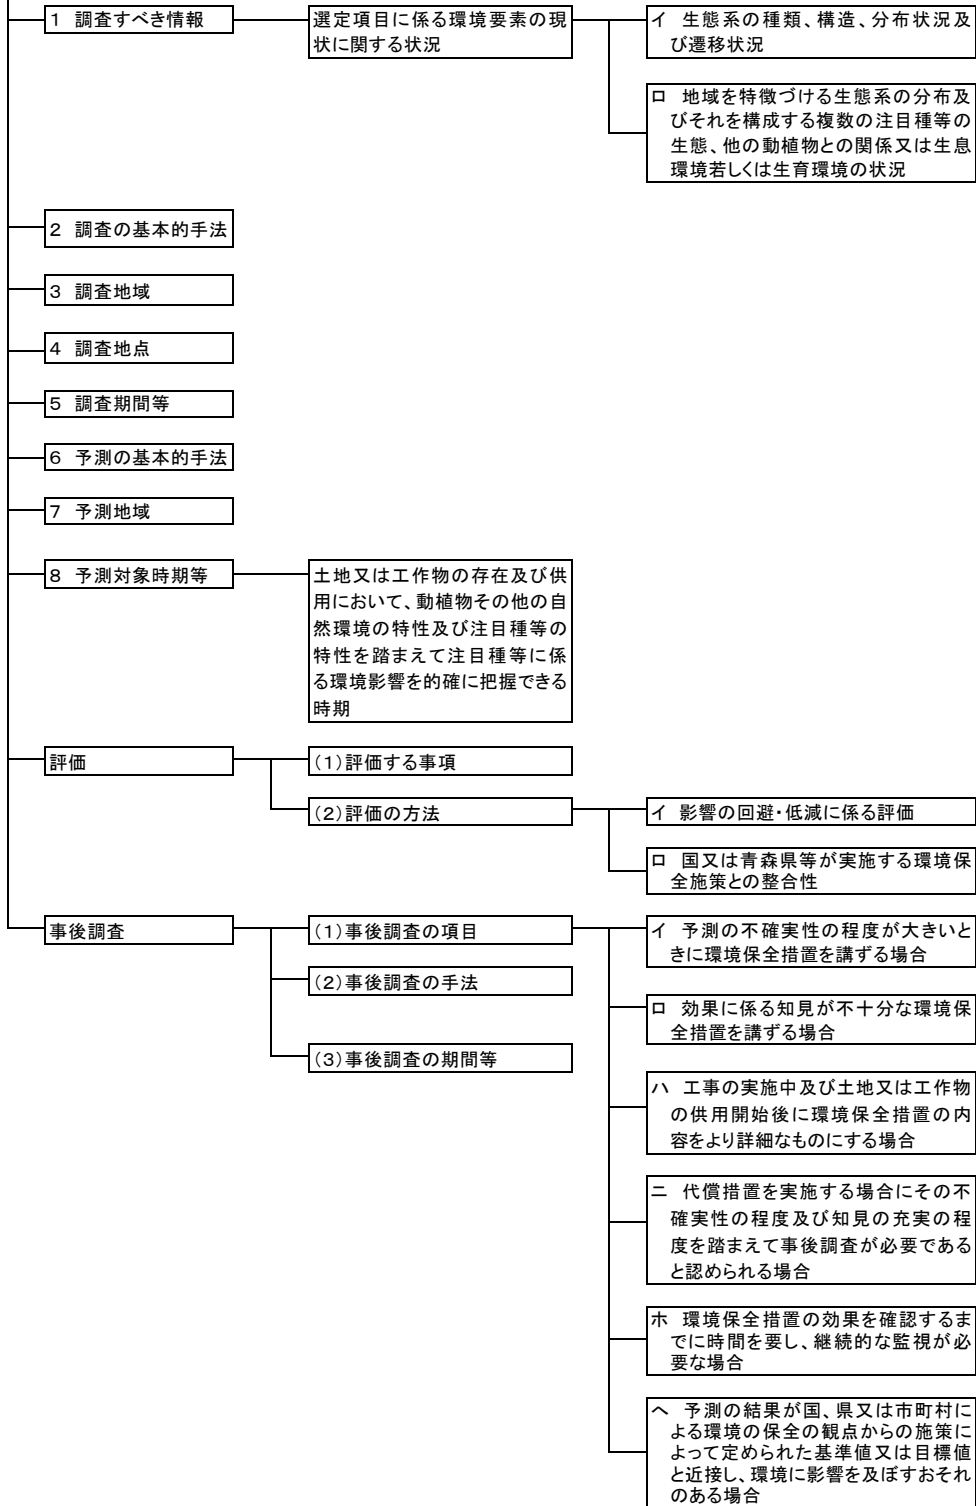 1 調査すべき情報
選定項目に係る環境要素の現
状に関する状況
イ 生態系の種類、構造、分布状況及
び遷移状況
ロ 地域を特徴づける生態系の分布及
びそれを構成する複数の注目種等の
生態、他の動植物との関係又は生息
環境若しくは生育環境の状況
2 調査の基本的手法
3 調査地域
4 調査地点
5 調査期間等
6 予測の基本的手法
7 予測地域
8 予測対象時期等
土地又は工作物の存在及び供
用において、動植物その他の自
然環境の特性及び注目種等の
特性を踏まえて注目種等に係
る環境影響を的確に把握できる
時期
評価
(1)評価する事項
(2)評価の方法
イ 影響の回避・低減に係る評価
ロ 国又は青森県等が実施する環境保
全施策との整合性
事後調査
(1)事後調査の項目
(2)事後調査の手法
(3)事後調査の期間等
イ 予測の不確実性の程度が大きいと
きに環境保全措置を講ずる場合
ロ 効果に係る知見が不十分な環境保
全措置を講ずる場合
ハ 工事の実施中及び土地又は工作物
の供用開始後に環境保全措置の内
容をより詳細なものにする場合
ニ 代償措置を実施する場合にその不
確実性の程度及び知見の充実の程
度を踏まえて事後調査が必要である
と認められる場合
ホ 環境保全措置の効果を確認するま
でに時間を要し、継続的な監視が必
要な場合
ヘ 予測の結果が国、県又は市町村に
よる環境の保全の観点からの施策に
よって定められた基準値又は目標値
と近接し、環境に影響を及ぼすおそれ
のある場合